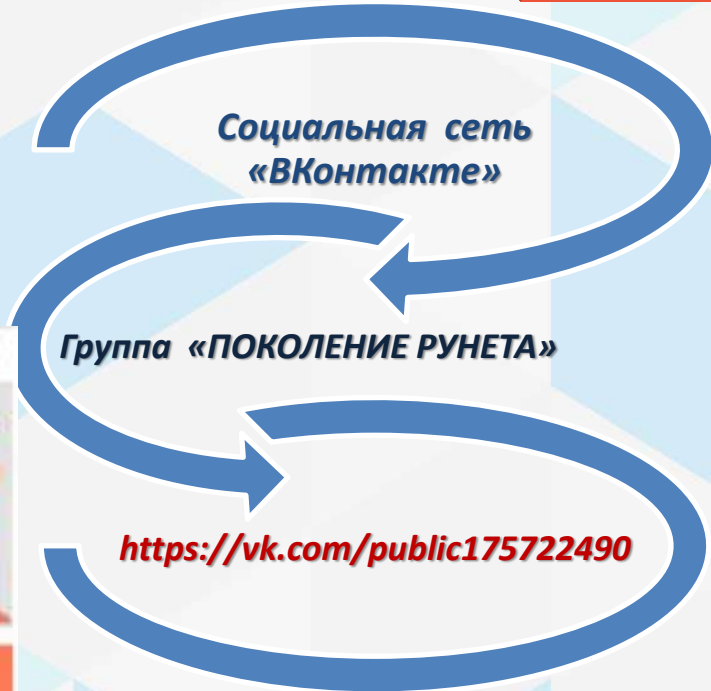 Социальная сеть
«ВКонтакте»
Группа «ПОКОЛЕНИЕ РУНЕТА»
https://vk.com/public175722490